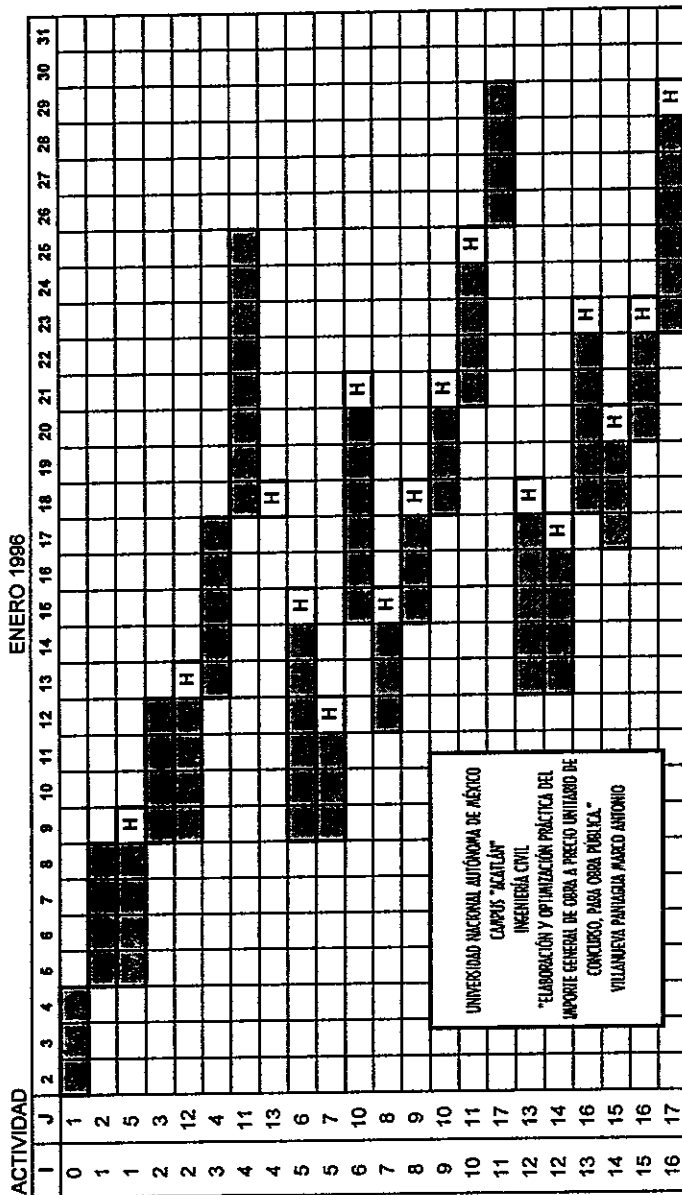 ENERO 1996
ACTIVIDAD
I J 2 3 4 5 6 7 8 9 10 11 12 13 14 15 16 17 18 19 20 21 22 23 24 25 26 27 28 29 30 31
0 1
1 2
1 5 H
2 3
2 12 H
3 4
4 11
4 13 H
5 6 H
5 7 H
6 10 H
7 8 H
8 9 H
9 10 H
10 11 H
11 17
12 13 H
12 14 H
13 16 H
14 15 H
15 16 H
16 17 H
UNIVERSIDAD NACIONAL AUTÓNOMA DE MÉXICO
CAMPUS "ACATLÁN"
INGENIERÍA CIVIL
"ELABORACIÓN Y OPTIMIZACIÓN PRÁCTICA DEL
IMPORTE GENERAL DE OBRA A PRECIO UNITARIO DE
CONCURSO, PARA OBRA PÚBLICA."
VILLANUEVA PANIAGUA MARCO ANTONIO